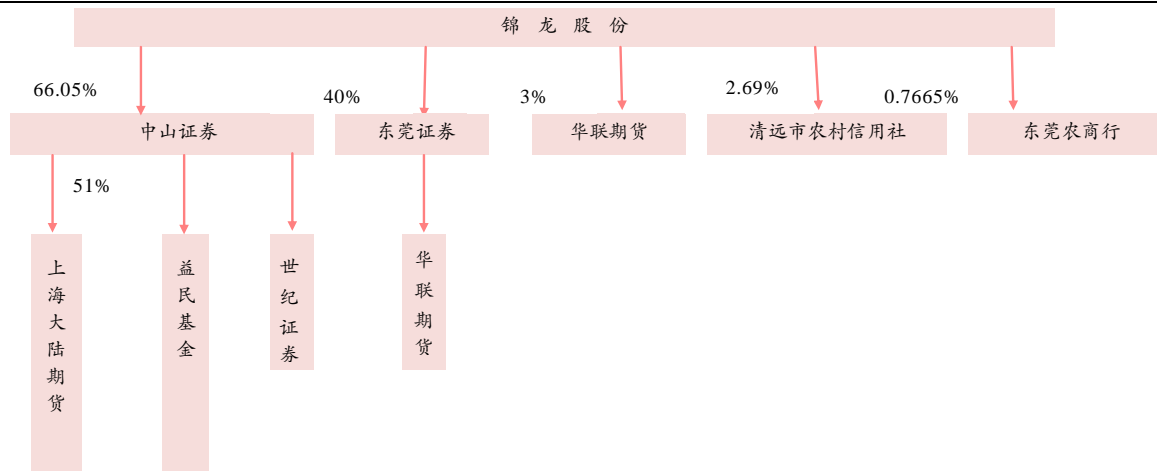 锦 龙 股 份
66.05%
40%
3%
2.69%
0.7665%
中山证券
东莞证券
华联期货
清远市农村信用社
东莞农商行
51%
上海大陆期货
益民基金
世纪证券
华联期货